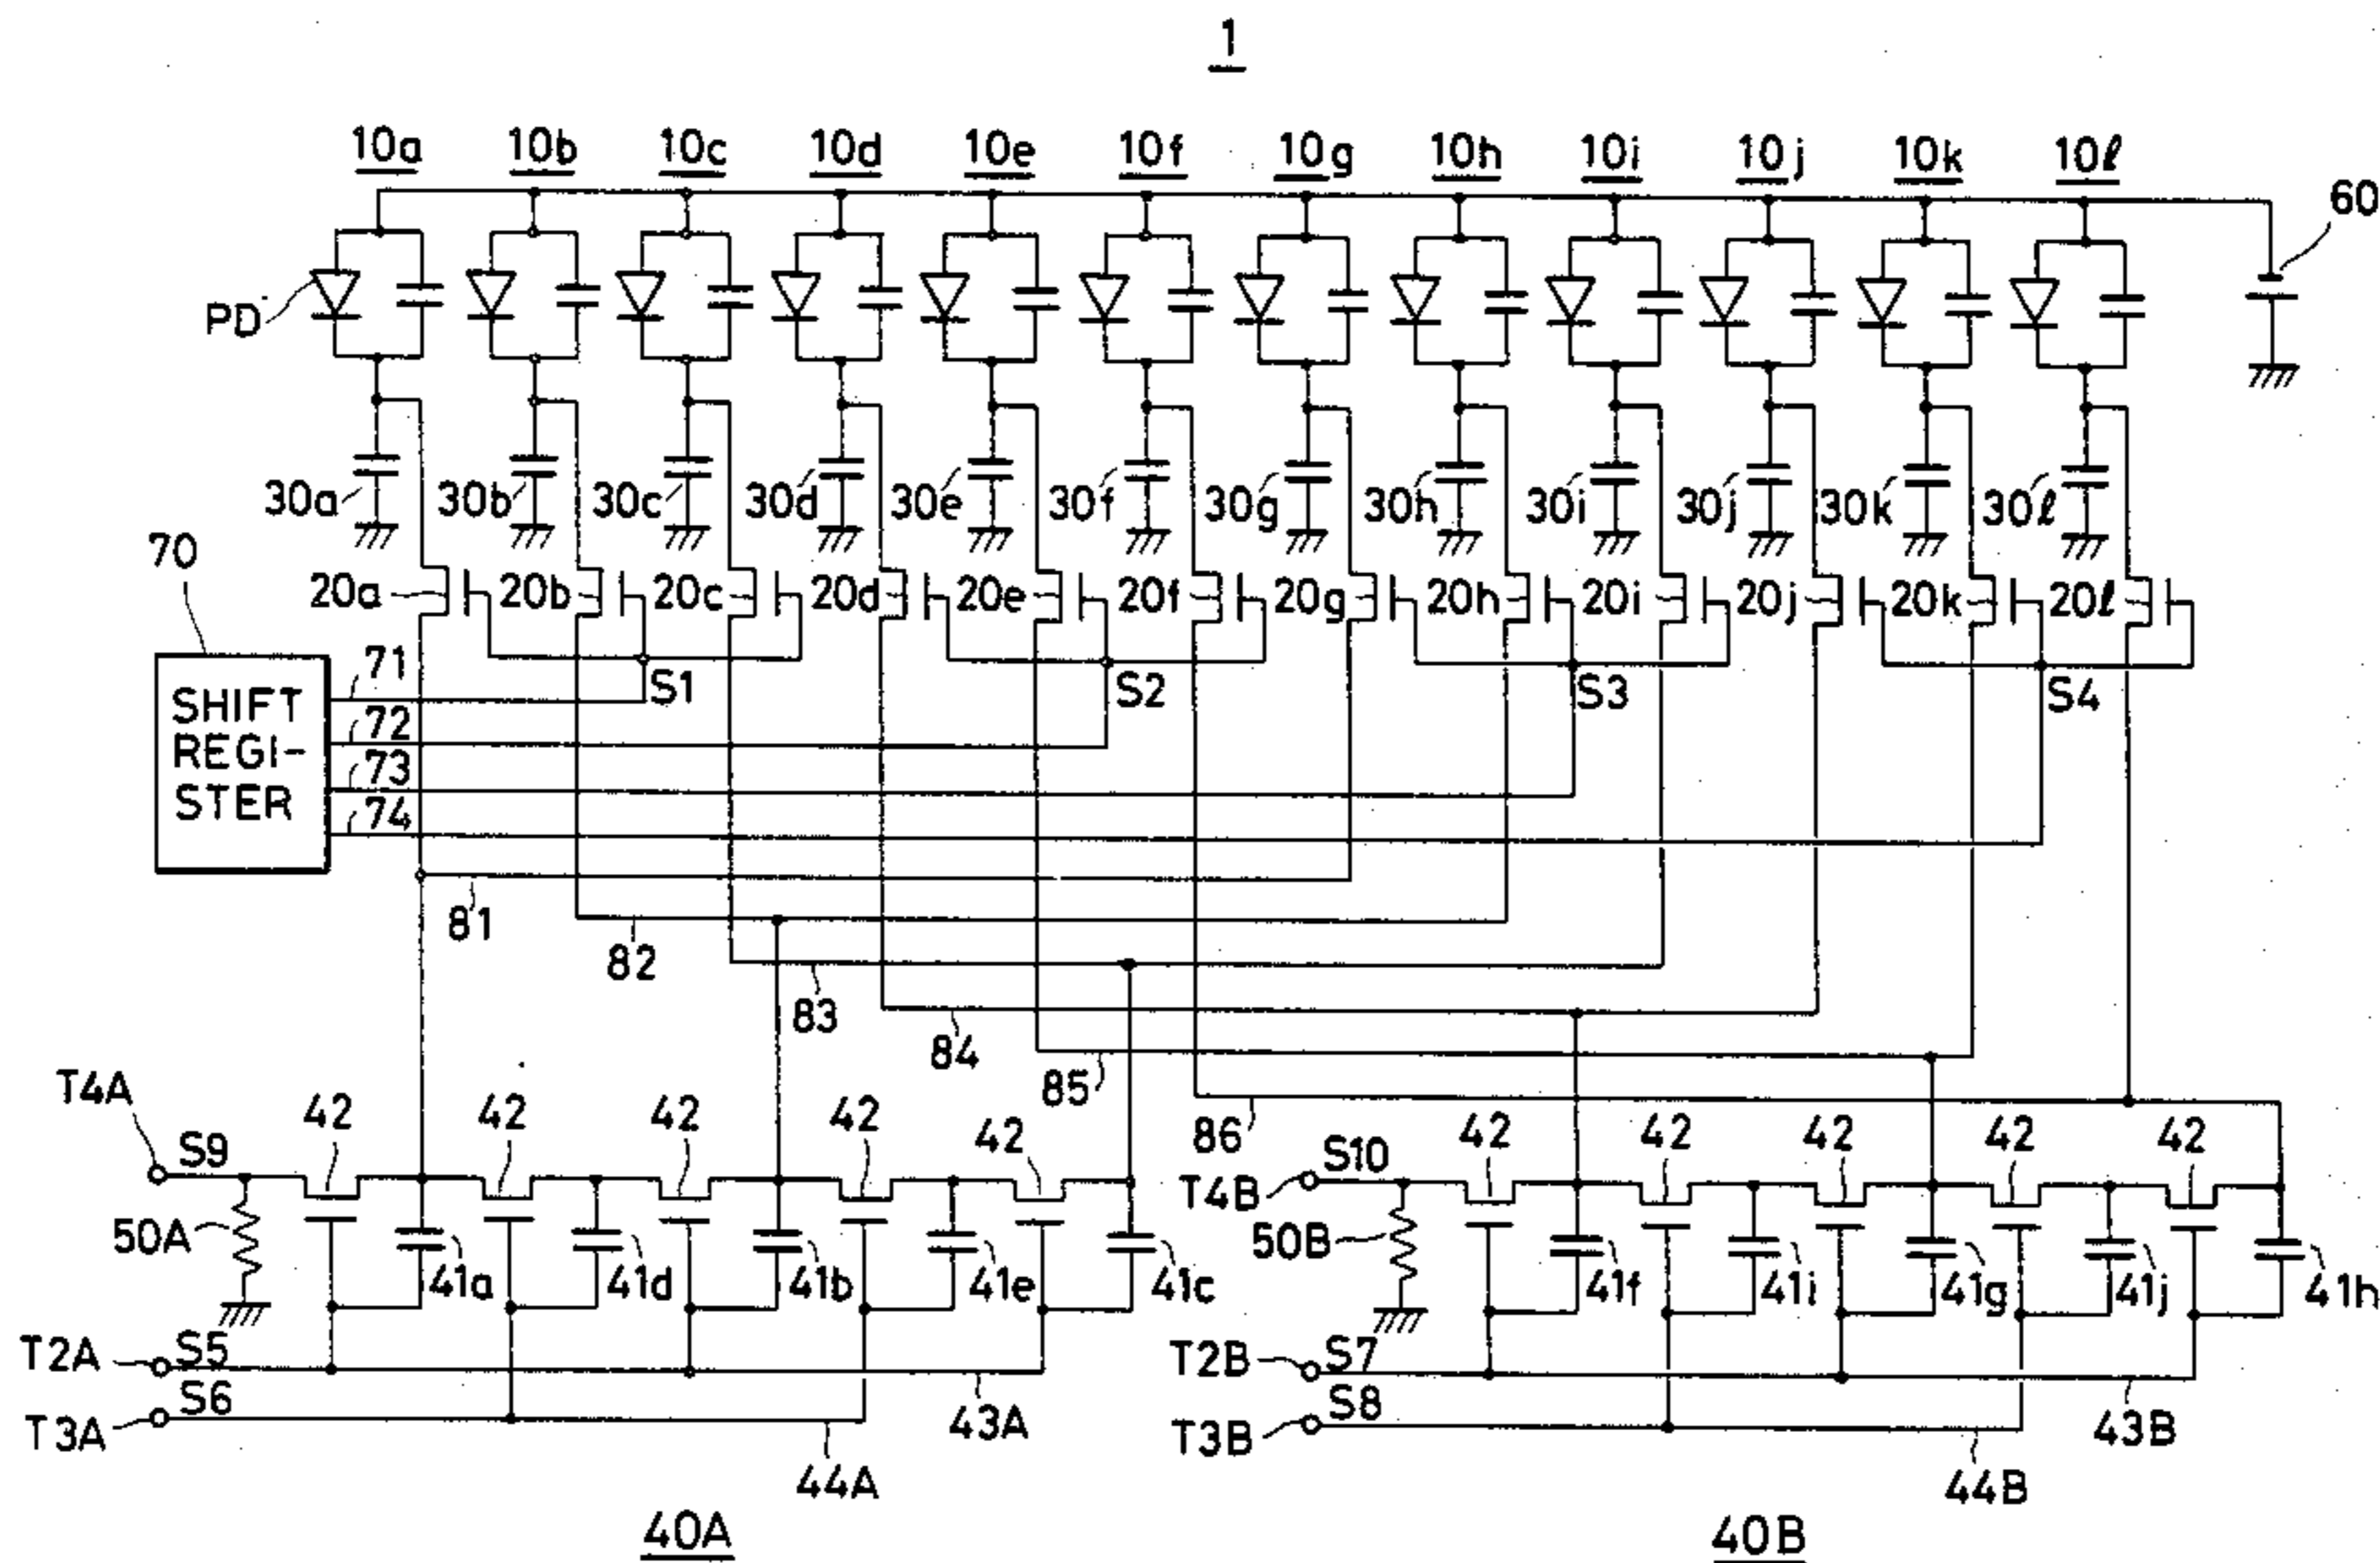 1
10a 10b 10c 10d 10e 10f 10g 10h 10i 10j 10k 10ℓ
60
PD
30a 30b 30c 30d 30e 30f 30g 30h 30i 30j 30k 30ℓ
70
20a 20b 20c 20d 20e 20f 20g 20h 20i 20j 20k 20ℓ
71
S1 S2 S3 S4
SHIFT
REGI-
STER
72
73
74
81
82
83
84
85
86
T4A S9 42 42 42 42 42
T4B S10 42 42 42 42 42
50A 41a 41d 41b 41e 41c
50B 41f 41i 41g 41j 41h
T2A S5
T2B S7
T3A S6
T3B S8
43A
43B
44A
44B
40A
40B